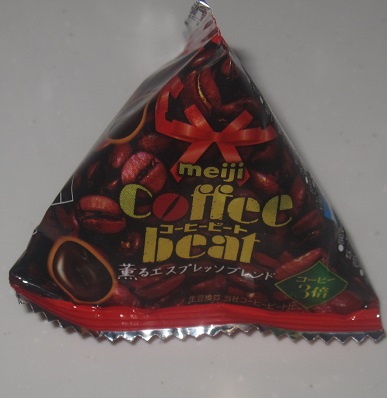 meiji
Coffee
コーヒービート
beat
薫るエスプレッソブレンド
コーヒー
3倍